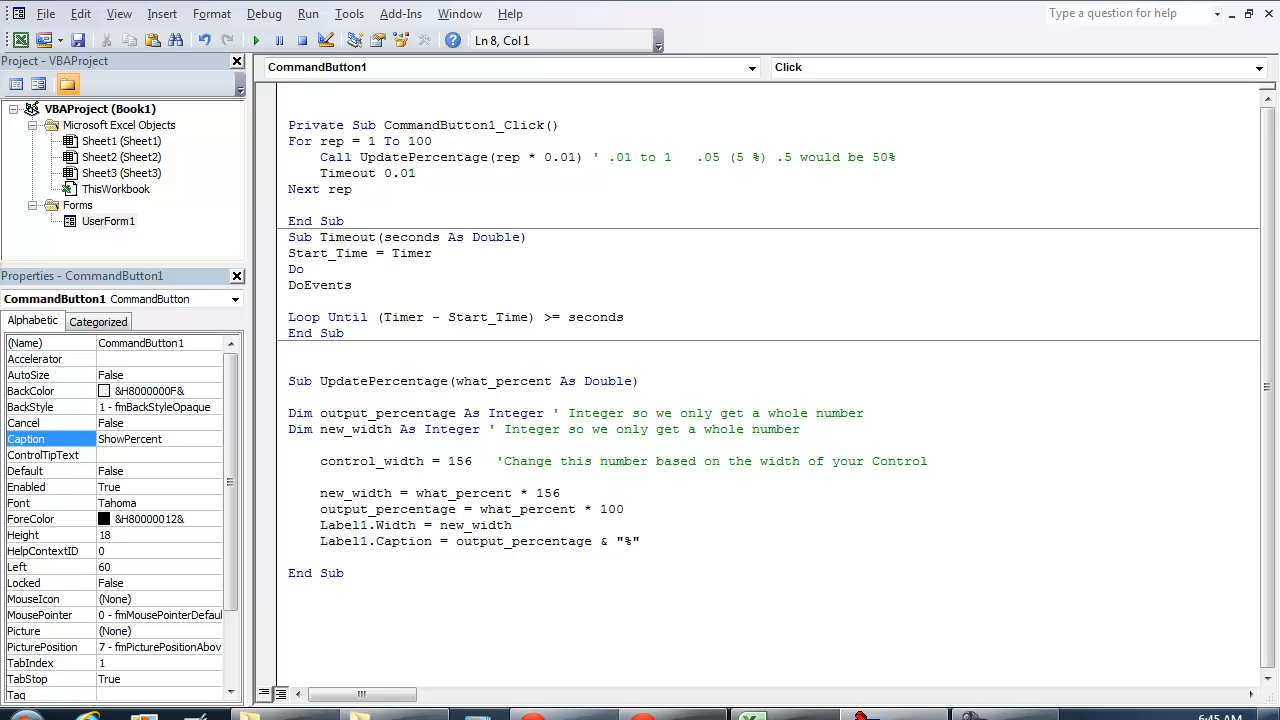 File Edit View Insert Format Debug Run Tools Add-Ins Window Help
Type a question for help
Ln 8, Col 1
Project - VBAProject
CommandButton1
Click
VBAProject (Book1)
Microsoft Excel Objects
Sheet1 (Sheet1)
Sheet2 (Sheet2)
Sheet3 (Sheet3)
ThisWorkbook
Forms
UserForm1
Properties - CommandButton1
CommandButton1 CommandButton
Alphabetic Categorized
(Name) CommandButton1
Accelerator
AutoSize False
BackColor &H8000000F&
BackStyle 1 - fmBackStyleOpaque
Cancel False
Caption ShowPercent
ControlTipText
Default False
Enabled True
Font Tahoma
ForeColor &H80000012&
Height 18
HelpContextID 0
Left 60
Locked False
MouseIcon (None)
MousePointer 0 - fmMousePointerDefau
Picture (None)
PicturePosition 7 - fmPicturePositionAbov
TabIndex 1
TabStop True
Tag
Private Sub CommandButton1_Click()
For rep = 1 To 100
Call UpdatePercentage(rep * 0.01) ' .01 to 1   .05 (5 %) .5 would be 50%
Timeout 0.01
Next rep
End Sub
Sub Timeout(seconds As Double)
Start_Time = Timer
Do
DoEvents
Loop Until (Timer - Start_Time) >= seconds
End Sub
Sub UpdatePercentage(what_percent As Double)
Dim output_percentage As Integer ' Integer so we only get a whole number
Dim new_width As Integer ' Integer so we only get a whole number
control_width = 156   'Change this number based on the width of your Control
new_width = what_percent * 156
output_percentage = what_percent * 100
Label1.Width = new_width
Label1.Caption = output_percentage & "%"
End Sub
6:45 AM